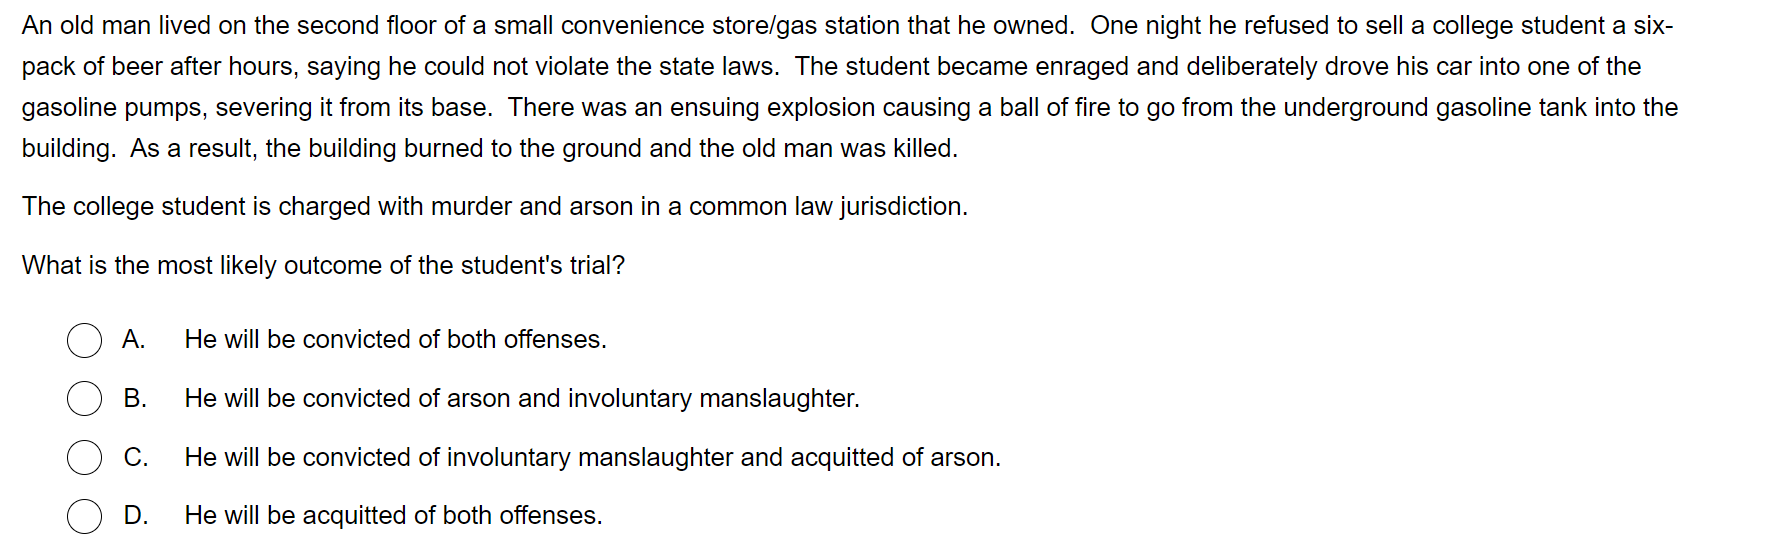 An old man lived on the second floor of a small convenience store/gas station that he owned.  One night he refused to sell a college student a six-
pack of beer after hours, saying he could not violate the state laws.  The student became enraged and deliberately drove his car into one of the
gasoline pumps, severing it from its base.  There was an ensuing explosion causing a ball of fire to go from the underground gasoline tank into the
building.  As a result, the building burned to the ground and the old man was killed.
The college student is charged with murder and arson in a common law jurisdiction.
What is the most likely outcome of the student's trial?
A. He will be convicted of both offenses.
B. He will be convicted of arson and involuntary manslaughter.
C. He will be convicted of involuntary manslaughter and acquitted of arson.
D. He will be acquitted of both offenses.